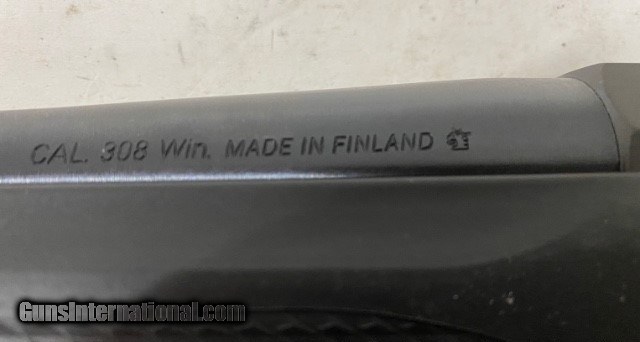 CAL. 308 Win. MADE IN FINLAND
GunsInternational.com